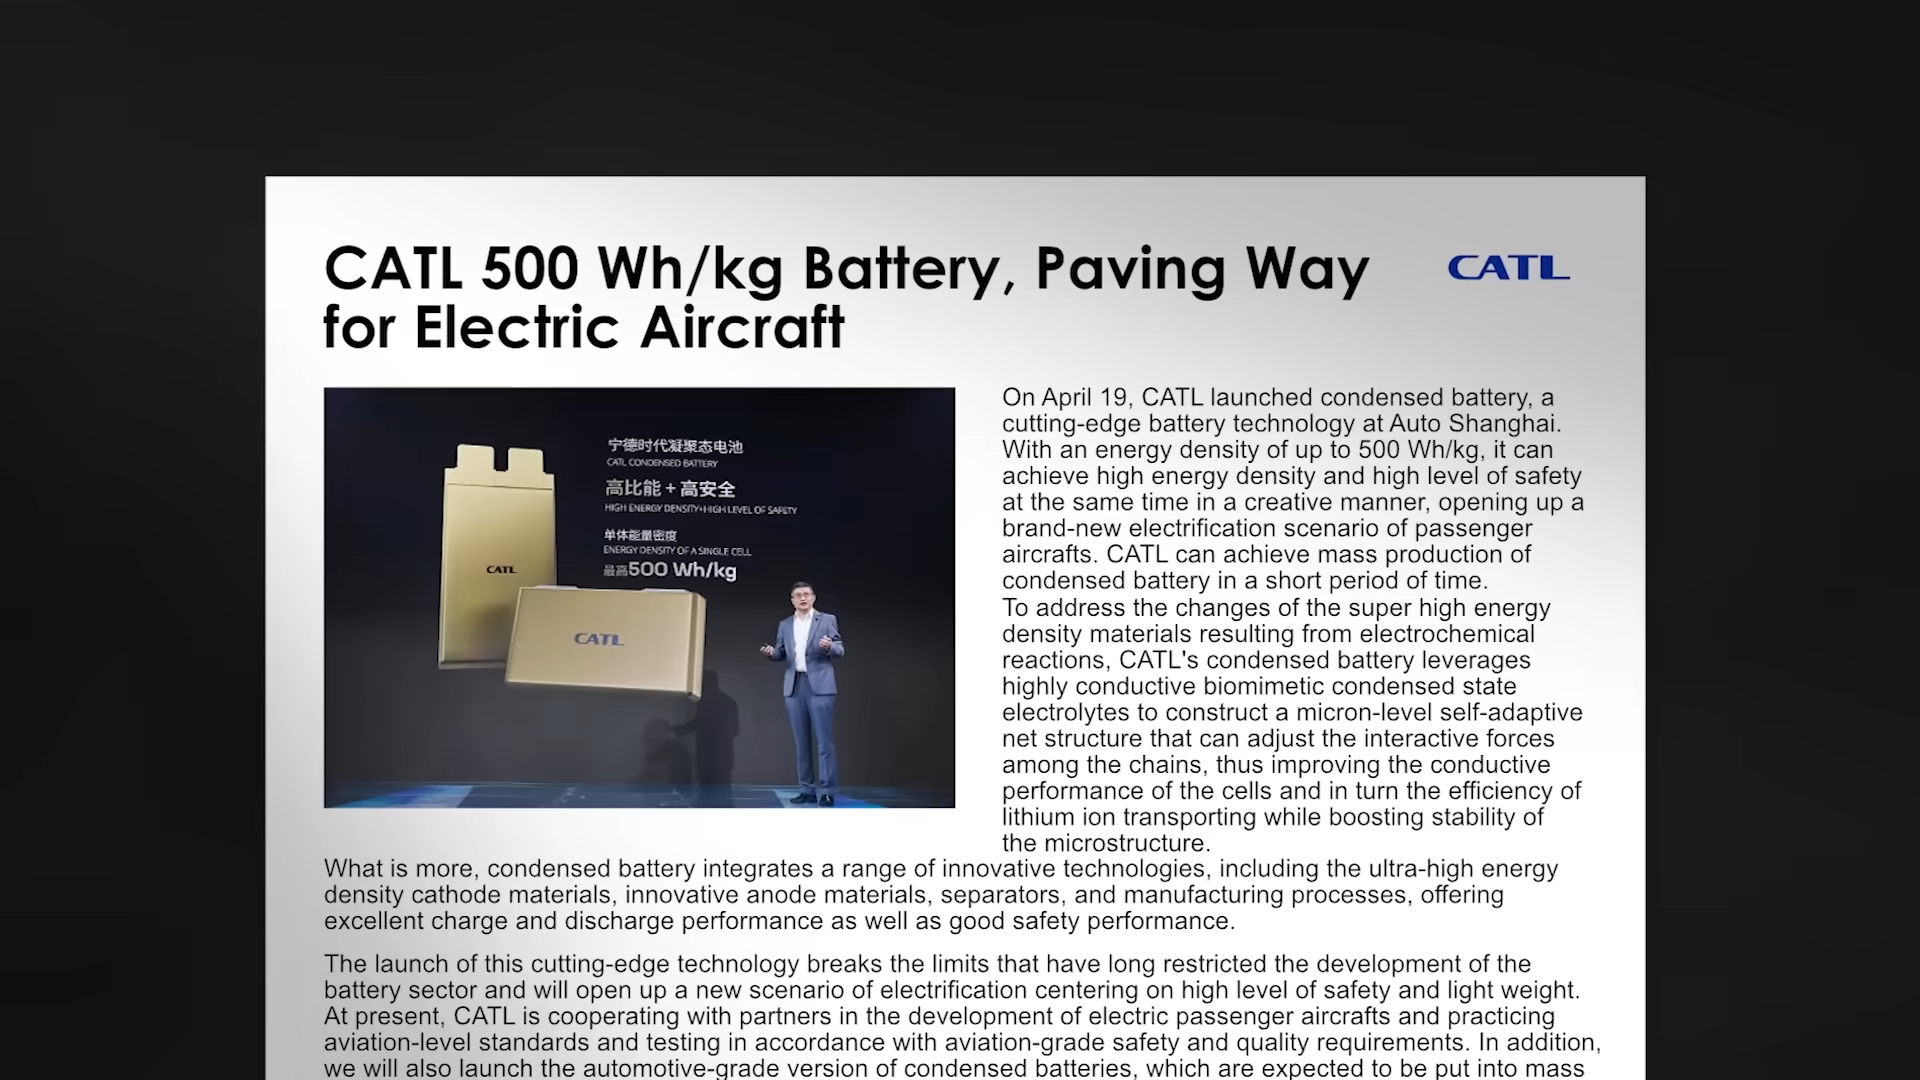 CATL 500 Wh/kg Battery, Paving Way
for Electric Aircraft
CATL
宁德时代凝聚态电池
CATL CONDENSED BATTERY
高比能+高安全
HIGH ENERGY DENSITY+HIGH LEVEL OF SAFETY
单体能量密度
ENERGY DENSITY OF A SINGLE CELL
最高500 Wh/kg
CATL
CATL
On April 19, CATL launched condensed battery, a
cutting-edge battery technology at Auto Shanghai.
With an energy density of up to 500 Wh/kg, it can
achieve high energy density and high level of safety
at the same time in a creative manner, opening up a
brand-new electrification scenario of passenger
aircrafts. CATL can achieve mass production of
condensed battery in a short period of time.
To address the changes of the super high energy
density materials resulting from electrochemical
reactions, CATL's condensed battery leverages
highly conductive biomimetic condensed state
electrolytes to construct a micron-level self-adaptive
net structure that can adjust the interactive forces
among the chains, thus improving the conductive
performance of the cells and in turn the efficiency of
lithium ion transporting while boosting stability of
the microstructure.
What is more, condensed battery integrates a range of innovative technologies, including the ultra-high energy
density cathode materials, innovative anode materials, separators, and manufacturing processes, offering
excellent charge and discharge performance as well as good safety performance.
The launch of this cutting-edge technology breaks the limits that have long restricted the development of the
battery sector and will open up a new scenario of electrification centering on high level of safety and light weight.
At present, CATL is cooperating with partners in the development of electric passenger aircrafts and practicing
aviation-level standards and testing in accordance with aviation-grade safety and quality requirements. In addition,
we will also launch the automotive-grade version of condensed batteries, which are expected to be put into mass